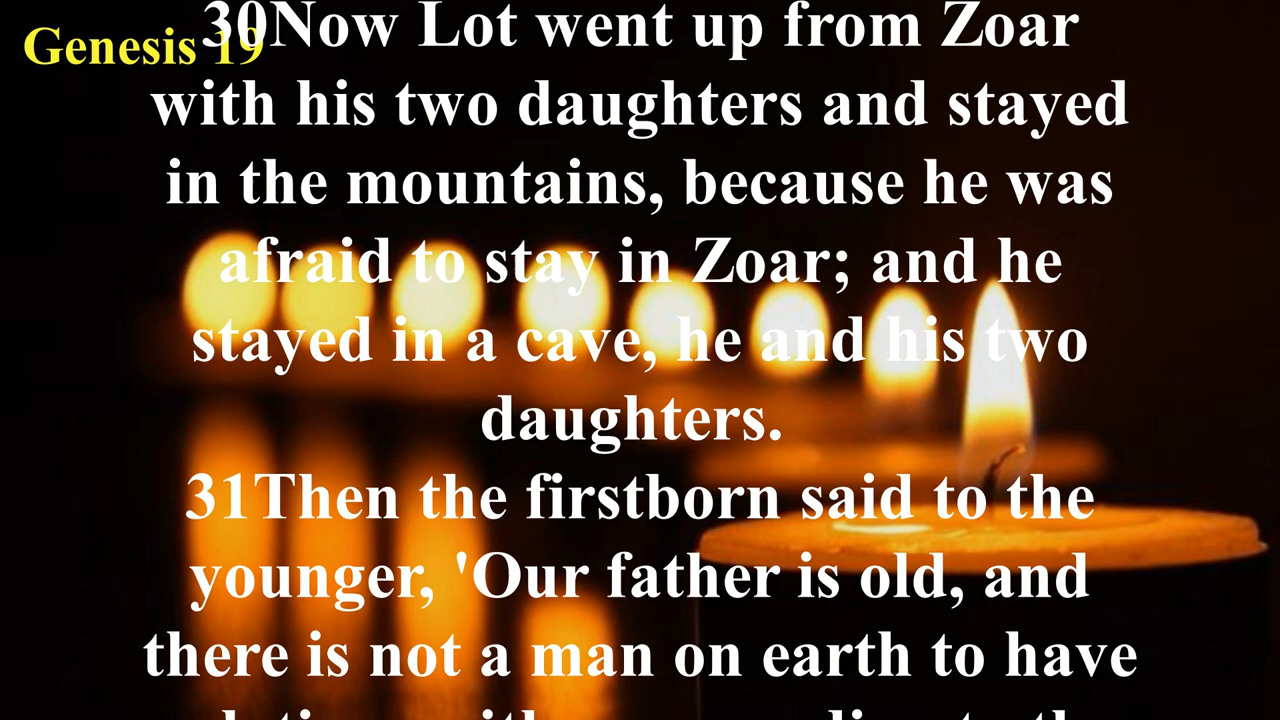 Genesis 19
30Now Lot went up from Zoar
with his two daughters and stayed
in the mountains, because he was
afraid to stay in Zoar; and he
stayed in a cave, he and his two
daughters.
31Then the firstborn said to the
younger, 'Our father is old, and
there is not a man on earth to have